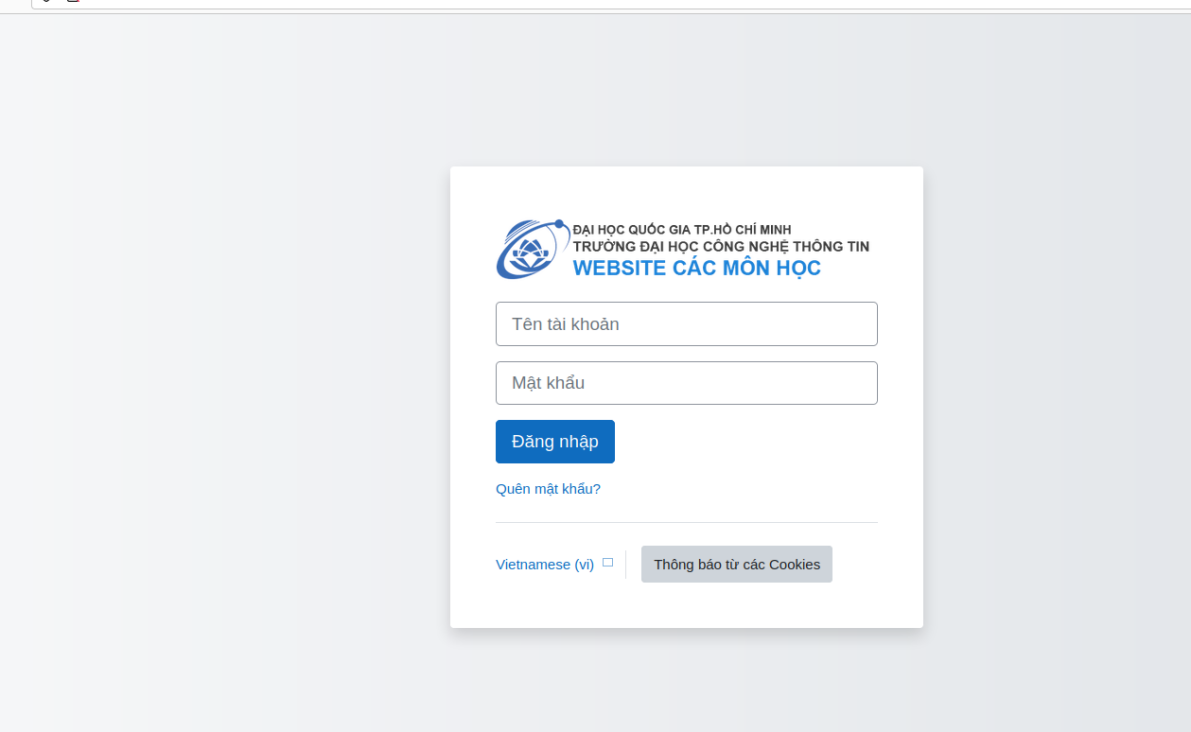 ĐẠI HỌC QUỐC GIA TP.HỒ CHÍ MINH
TRƯỜNG ĐẠI HỌC CÔNG NGHỆ THÔNG TIN
WEBSITE CÁC MÔN HỌC
Tên tài khoản
Mật khẩu
Đăng nhập
Quên mật khẩu?
Vietnamese (vi)
Thông báo từ các Cookies